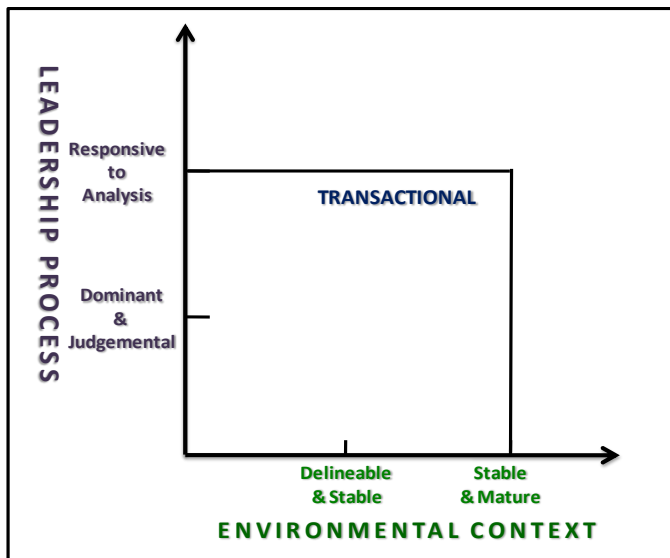 LEADERSHIP PROCESS
Responsive
to
Analysis
TRANSACTIONAL
Dominant
&
Judgemental
Delineable
& Stable
Stable
& Mature
ENVIRONMENTAL CONTEXT